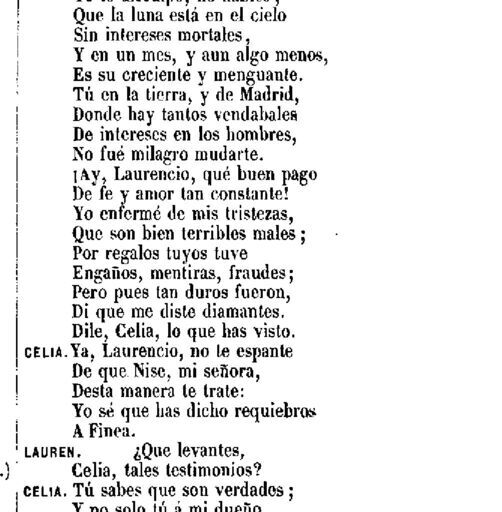 Que la luna está en el cielo
Sin intereses mortales,
Y en un mes, y aun algo menos,
Es su creciente y menguante.
Tú en la tierra, y de Madrid,
Donde hay tantos vendabales
De intereses en los hombres,
No fué milagro mudarte.
¡Ay, Laurencio, qué buen pago
De fe y amor tan constante!
Yo enfermé de mis tristezas,
Que son bien terribles males;
Por regalos tuyos tuve
Engaños, mentiras, fraudes;
Pero pues tan duros fueron,
Di que me diste diamantes.
Dile, Celia, lo que has visto.
CELIA. Ya, Laurencio, no te espante
De que Nise, mi señora,
Desta manera te trate:
Yo sé que has dicho requiebros
A Finea.
LAUREN. ¿Que levantes,
.) Celia, tales testimonios?
CELIA. Tú sabes que son verdades;
Y no solo tú á mi dueño